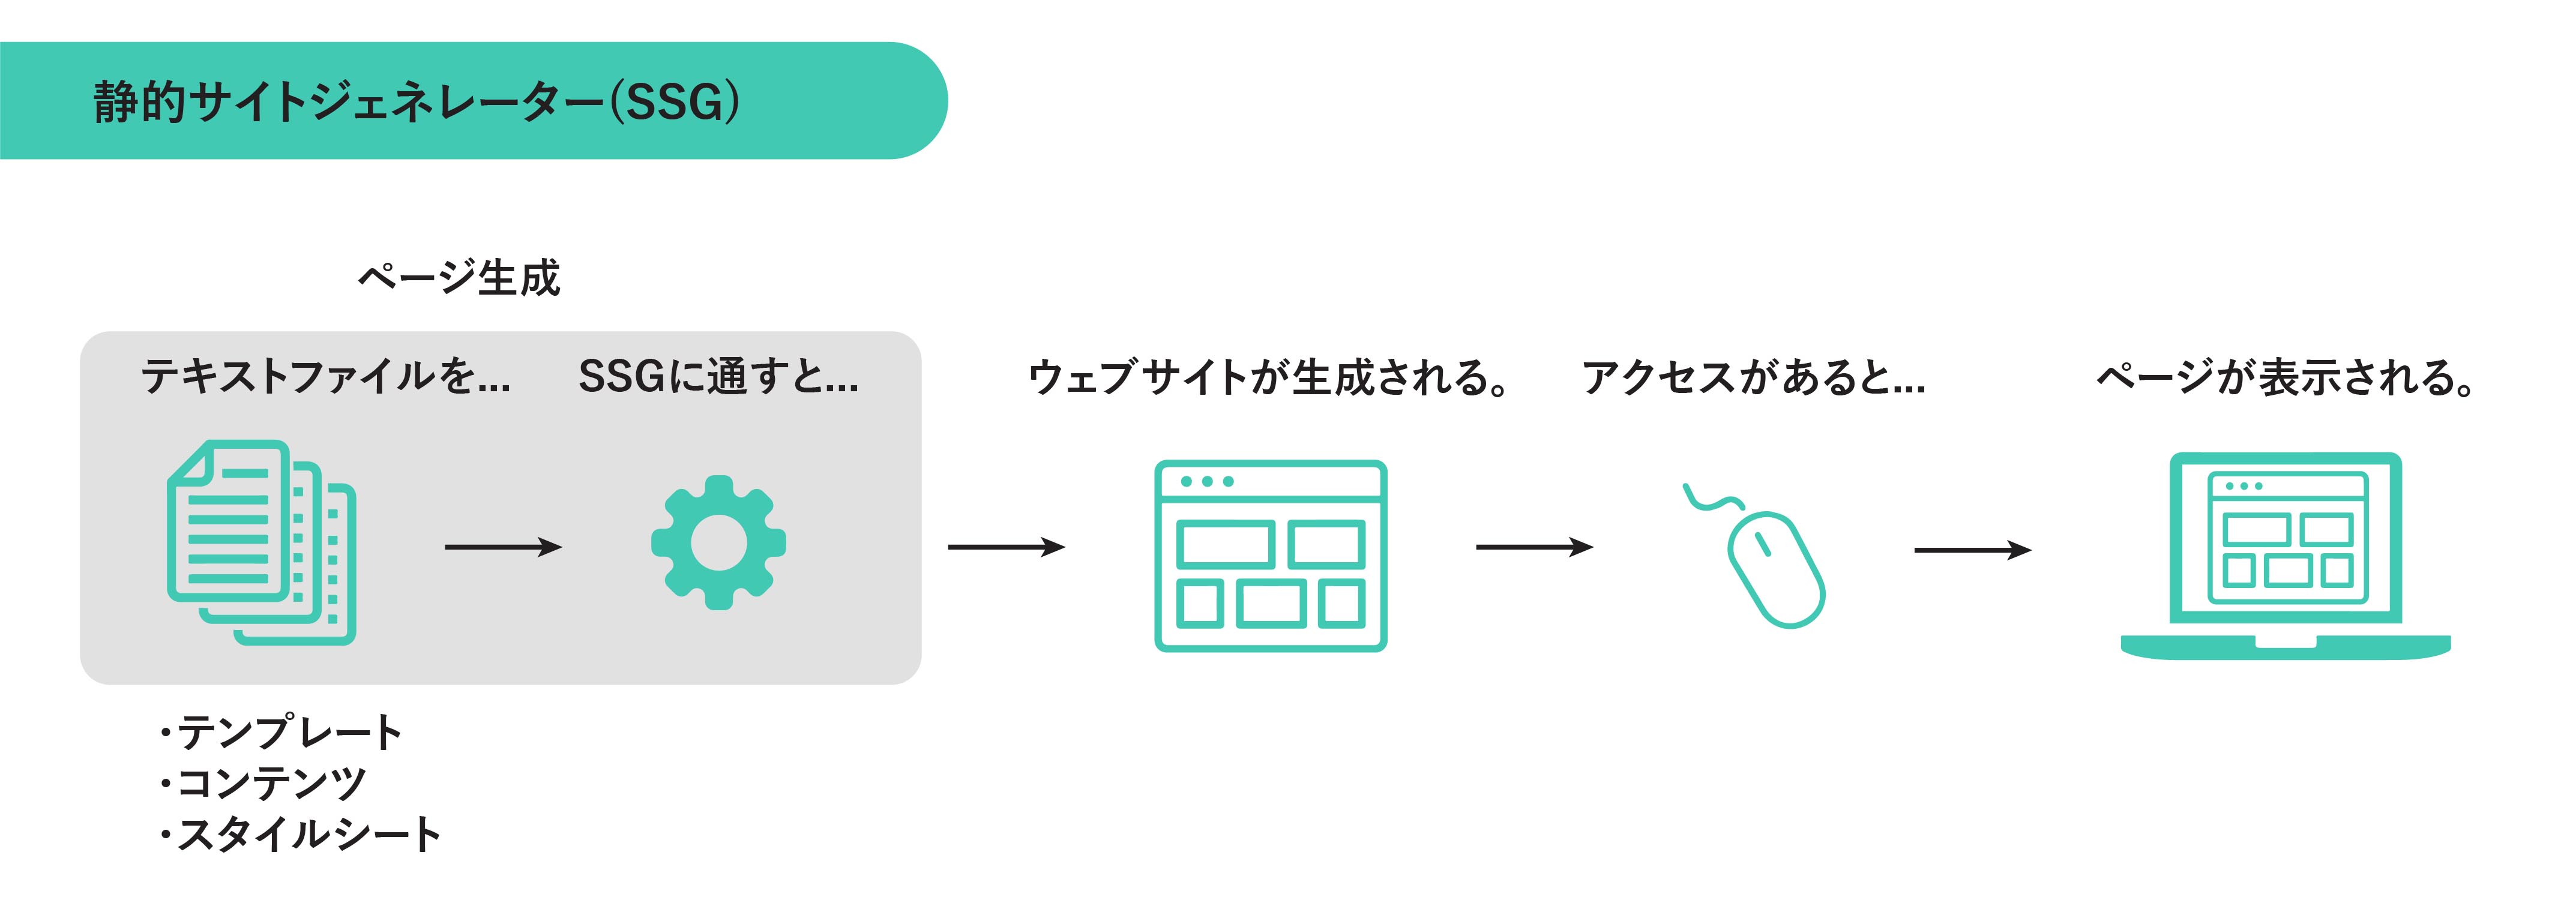 静的サイトジェネレーター(SSG)
ページ生成
テキストファイルを...
SSGに通すと...
ウェブサイトが生成される。
アクセスがあると...
ページが表示される。
・テンプレート
・コンテンツ
・スタイルシート